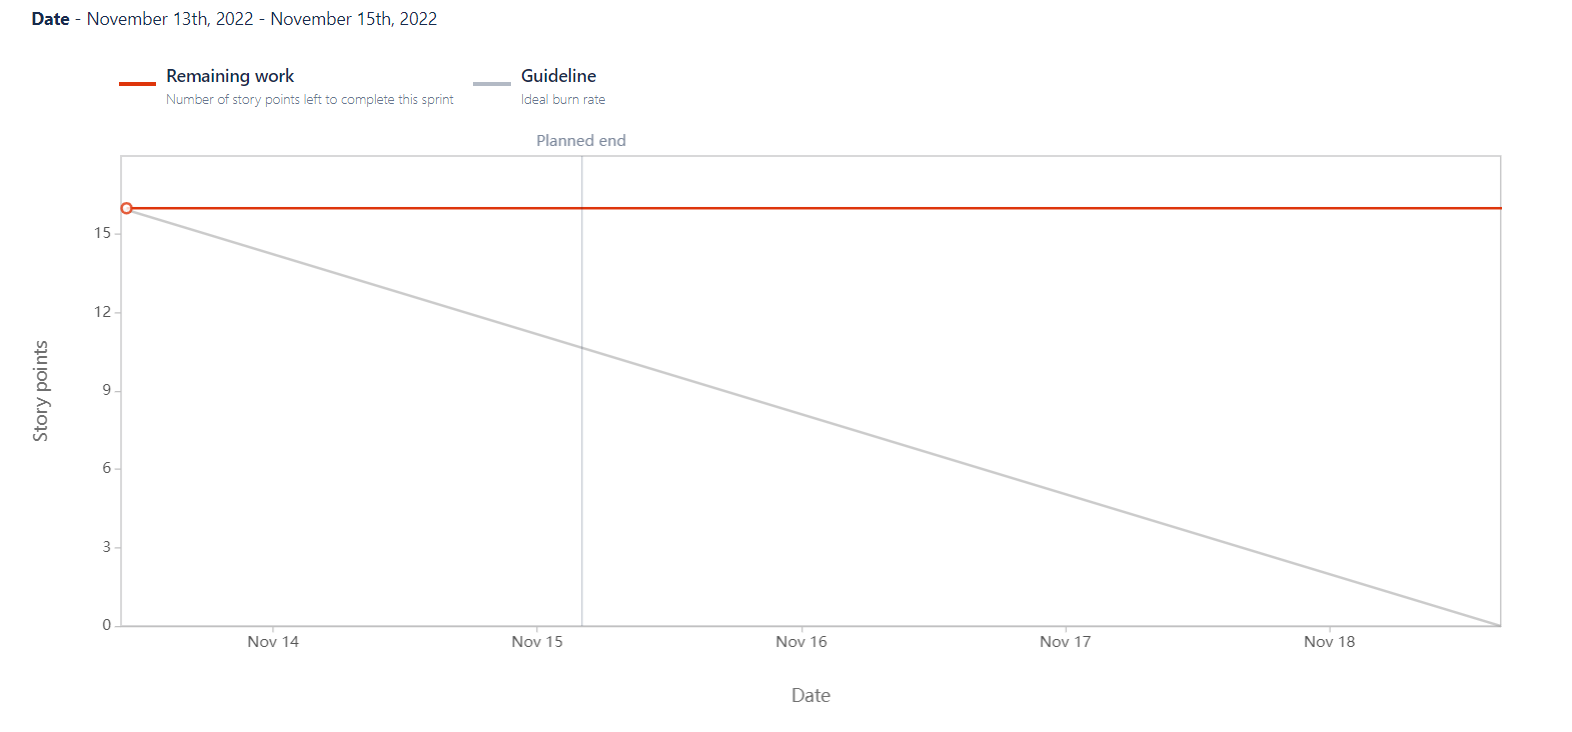 Date - November 13th, 2022 - November 15th, 2022
Remaining work
Number of story points left to complete this sprint
Guideline
Ideal burn rate
Planned end
15
12
9
6
3
0
Story points
Nov 14 Nov 15 Nov 16 Nov 17 Nov 18
Date